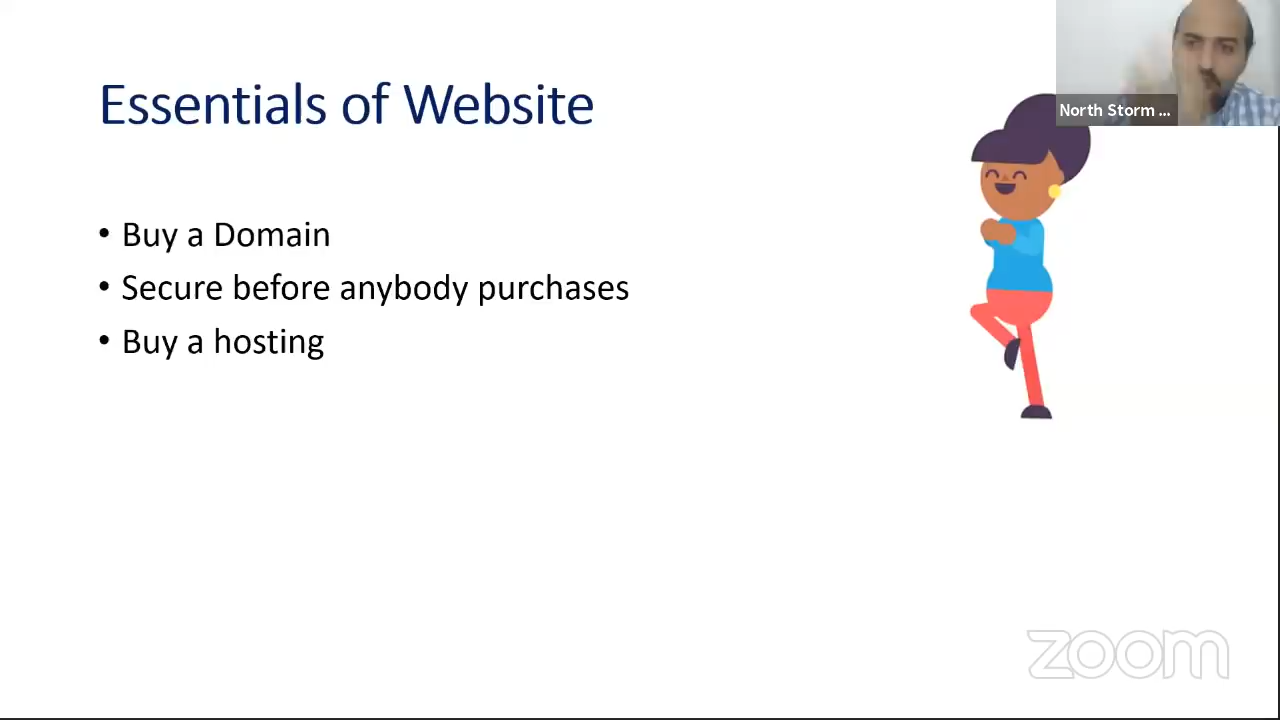 Essentials of Website
North Storm ...
• Buy a Domain
• Secure before anybody purchases
• Buy a hosting
zoom